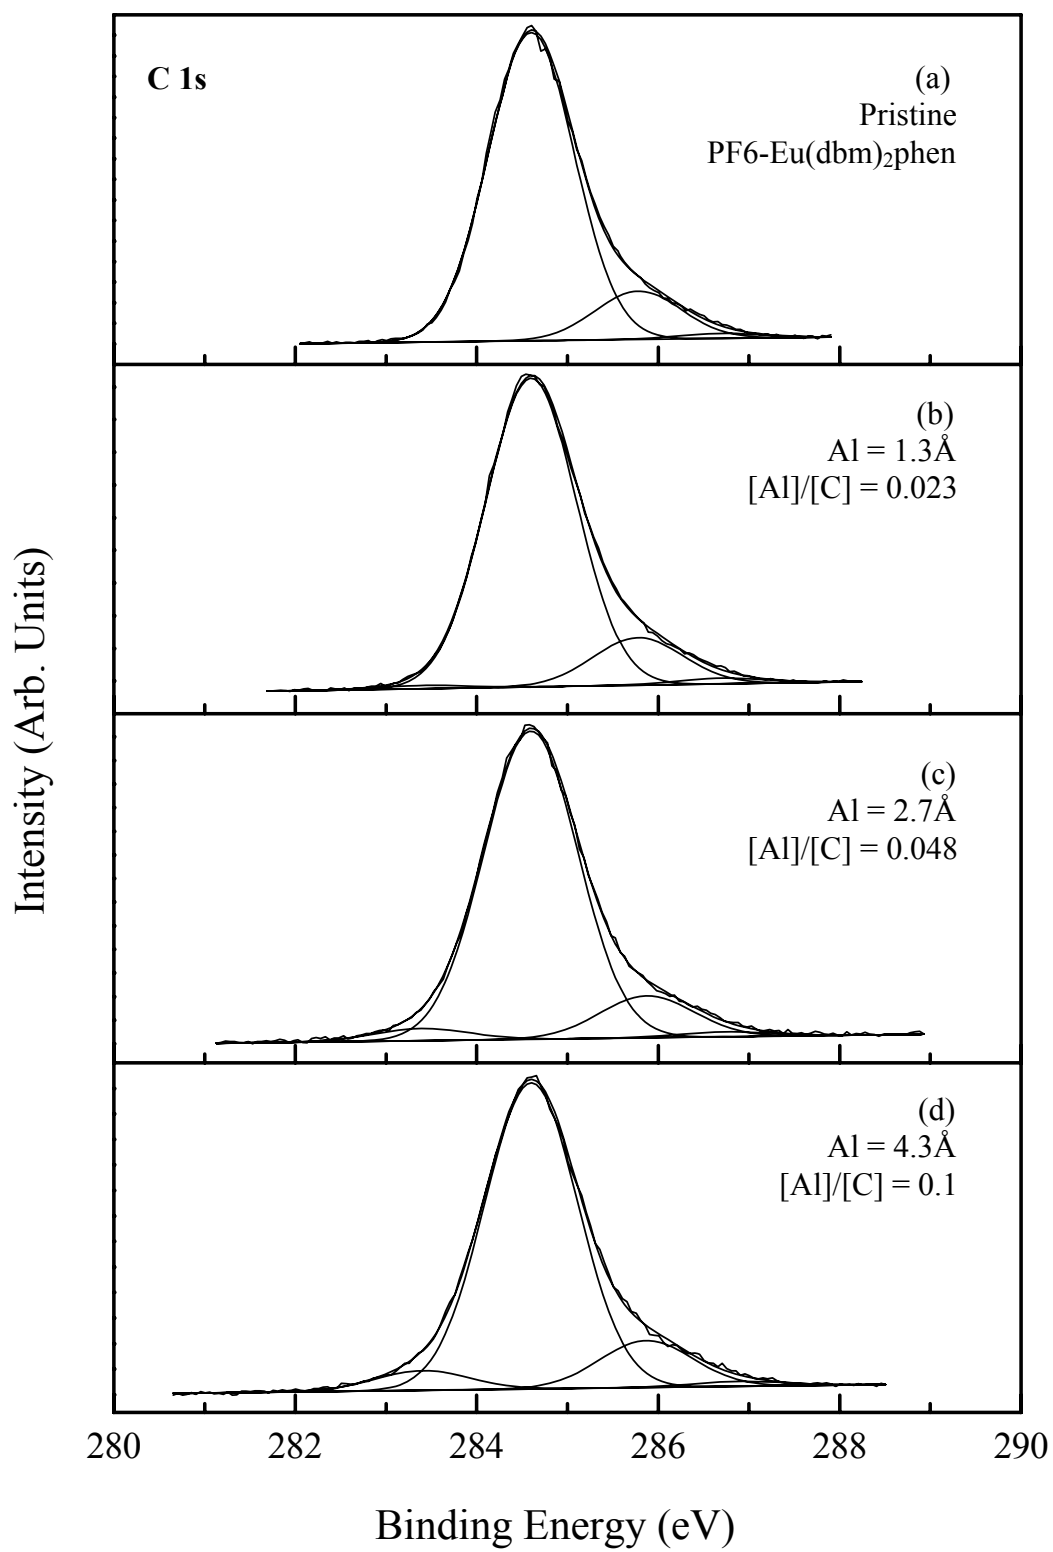 C 1s
(a)
Pristine
PF6-Eu(dbm)₂phen
(b)
Al = 1.3Å
[Al]/[C] = 0.023
(c)
Al = 2.7Å
[Al]/[C] = 0.048
(d)
Al = 4.3Å
[Al]/[C] = 0.1
Intensity (Arb. Units)
280 282 284 286 288 290
Binding Energy (eV)